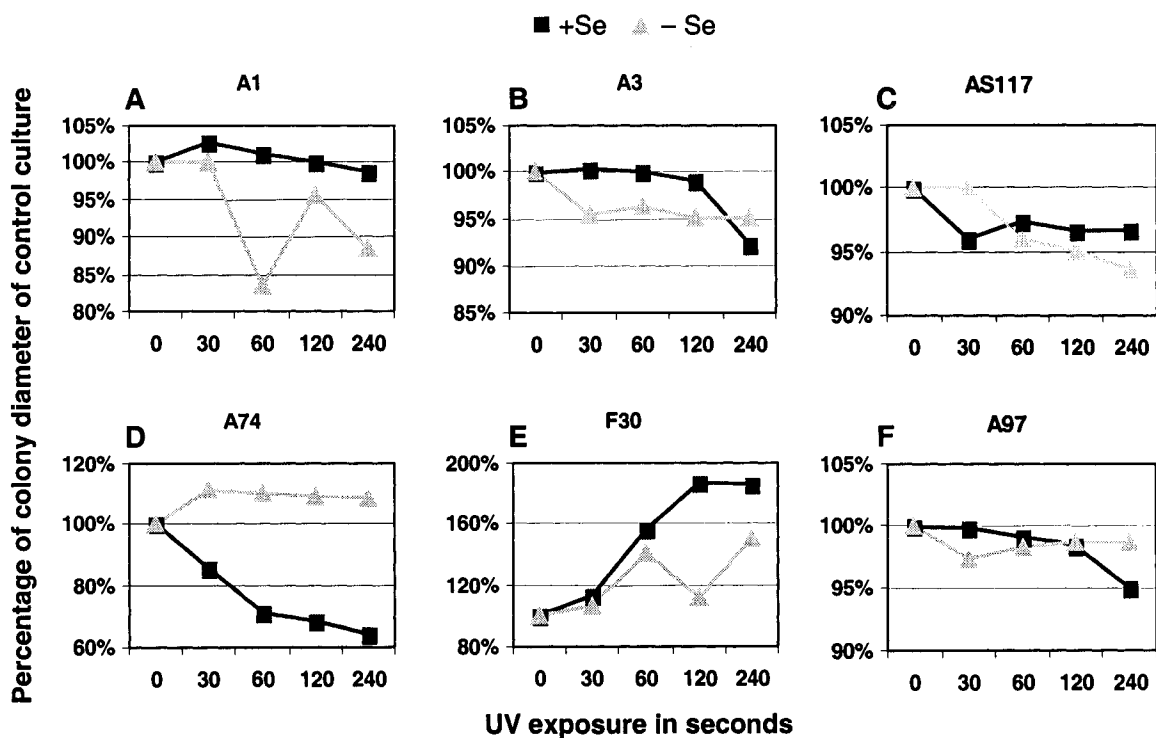 +Se – Se
Percentage of colony diameter of control culture
A A1
105%
100%
95%
90%
85%
80%
0 30 60 120 240
B A3
105%
100%
95%
90%
85%
0 30 60 120 240
C AS117
105%
100%
95%
90%
0 30 60 120 240
D A74
120%
100%
80%
60%
0 30 60 120 240
E F30
200%
160%
120%
80%
0 30 60 120 240
F A97
105%
100%
95%
90%
0 30 60 120 240
UV exposure in seconds